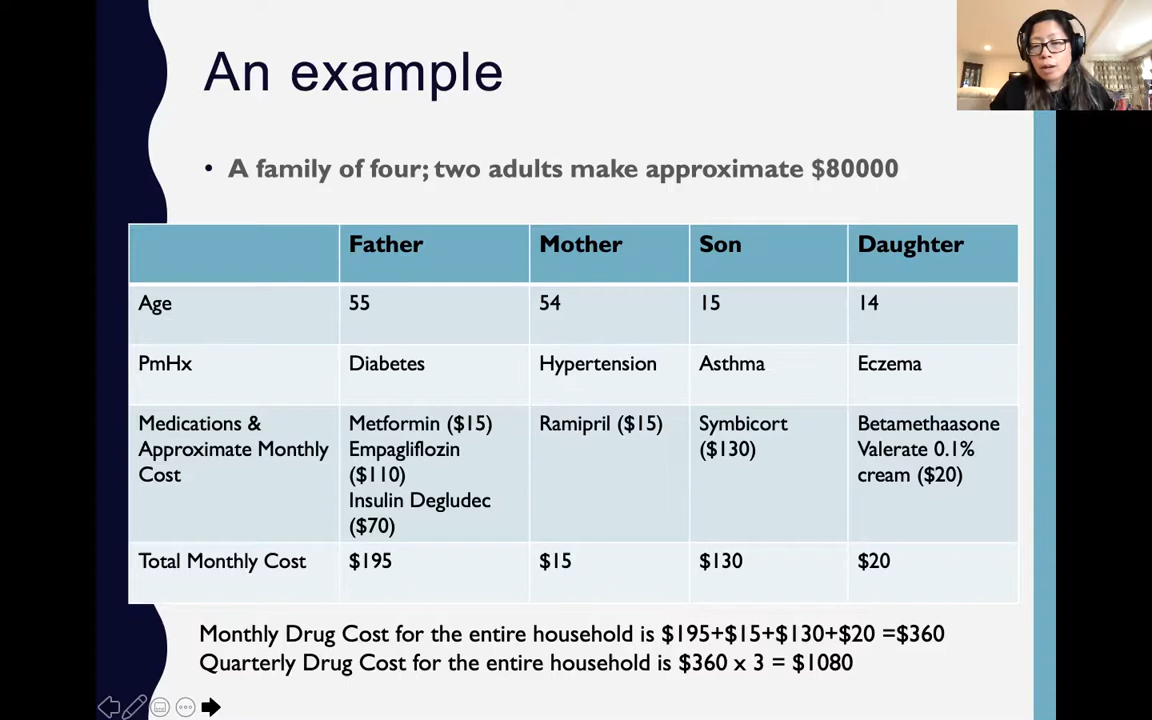 An example
• A family of four; two adults make approximate $80000
Father Mother Son Daughter
Age 55 54 15 14
PmHx Diabetes Hypertension Asthma Eczema
Medications & Approximate Monthly Cost
Metformin ($15)
Empagliflozin
($110)
Insulin Degludec
($70)
Ramipril ($15)
Symbicort
($130)
Betamethaasone
Valerate 0.1%
cream ($20)
Total Monthly Cost $195 $15 $130 $20
Monthly Drug Cost for the entire household is $195+$15+$130+$20 =$360
Quarterly Drug Cost for the entire household is $360 x 3 = $1080